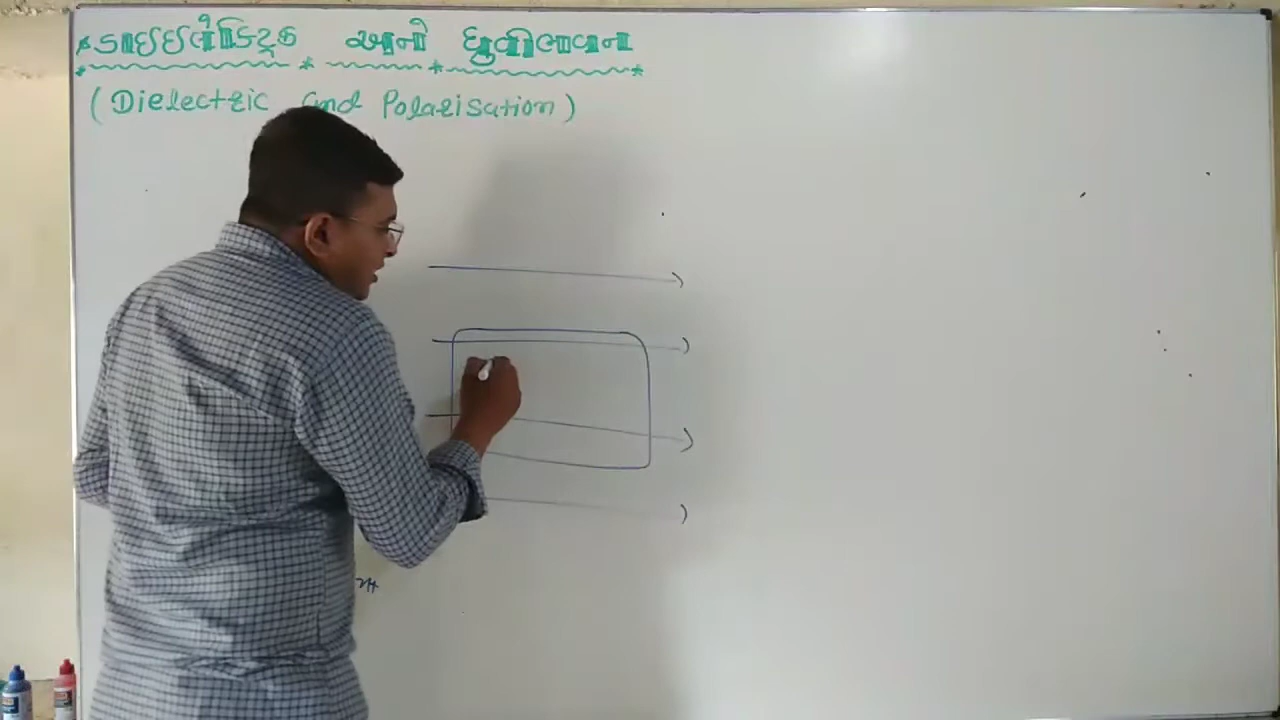 ડાઇઇલેક્ટ્રીક અને ધ્રુવીભવન
(Dielectric and Polarisation)